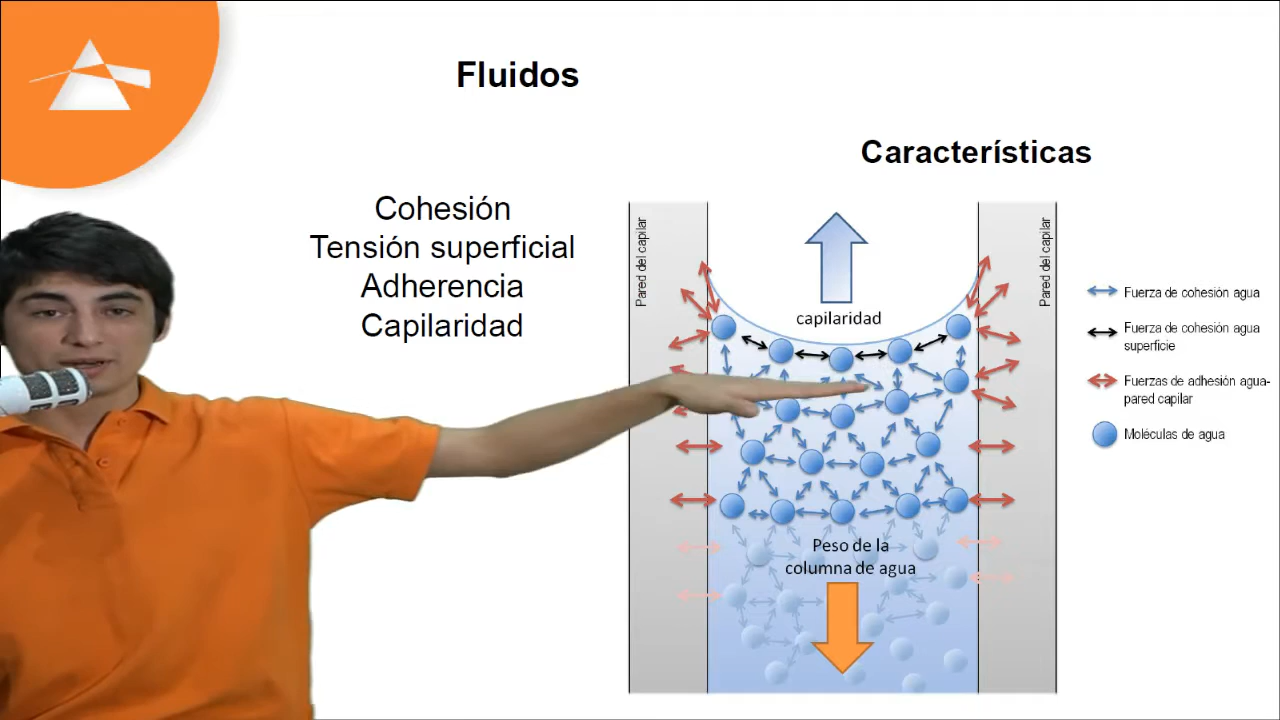 Fluidos
Características
Cohesión
Tensión superficial
Adherencia
Capilaridad
Pared del capilar
Pared del capilar
capilaridad
Fuerza de cohesión agua
Fuerza de cohesión agua
superficie
Fuerzas de adhesión agua-
pared capilar
Moléculas de agua
Peso de la
columna de agua